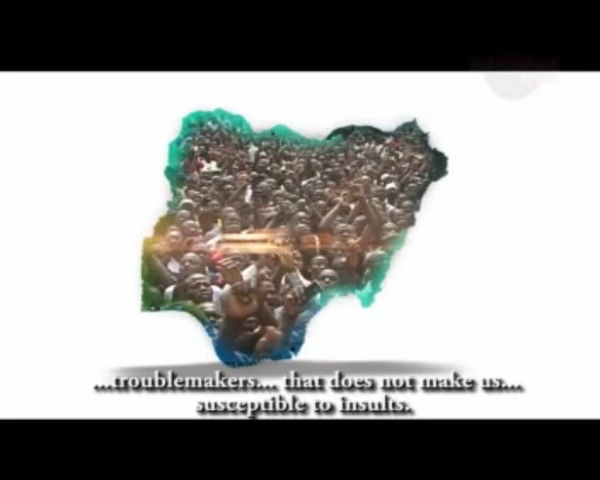 ...troublemakers... that does not make us...
susceptible to insults.